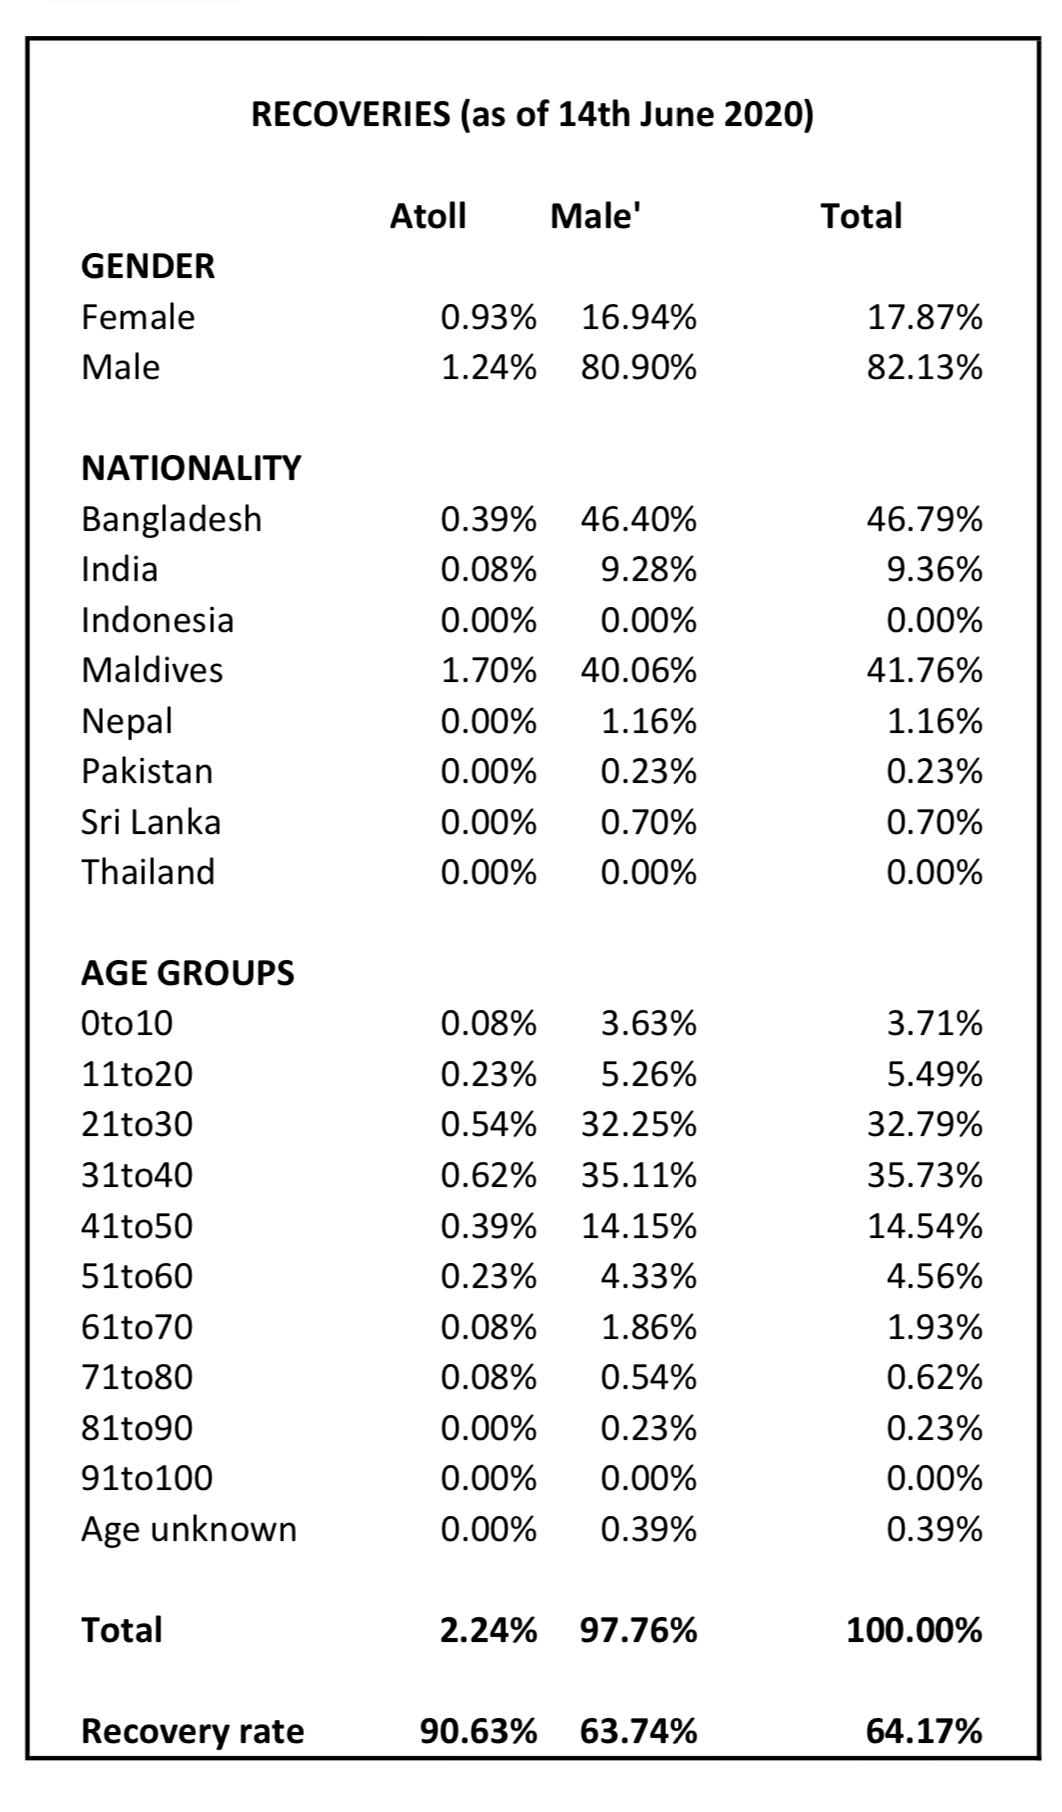 RECOVERIES (as of 14th June 2020)
Atoll Male' Total
GENDER
Female 0.93% 16.94% 17.87%
Male 1.24% 80.90% 82.13%
NATIONALITY
Bangladesh 0.39% 46.40% 46.79%
India 0.08% 9.28% 9.36%
Indonesia 0.00% 0.00% 0.00%
Maldives 1.70% 40.06% 41.76%
Nepal 0.00% 1.16% 1.16%
Pakistan 0.00% 0.23% 0.23%
Sri Lanka 0.00% 0.70% 0.70%
Thailand 0.00% 0.00% 0.00%
AGE GROUPS
0to10 0.08% 3.63% 3.71%
11to20 0.23% 5.26% 5.49%
21to30 0.54% 32.25% 32.79%
31to40 0.62% 35.11% 35.73%
41to50 0.39% 14.15% 14.54%
51to60 0.23% 4.33% 4.56%
61to70 0.08% 1.86% 1.93%
71to80 0.08% 0.54% 0.62%
81to90 0.00% 0.23% 0.23%
91to100 0.00% 0.00% 0.00%
Age unknown 0.00% 0.39% 0.39%
Total 2.24% 97.76% 100.00%
Recovery rate 90.63% 63.74% 64.17%